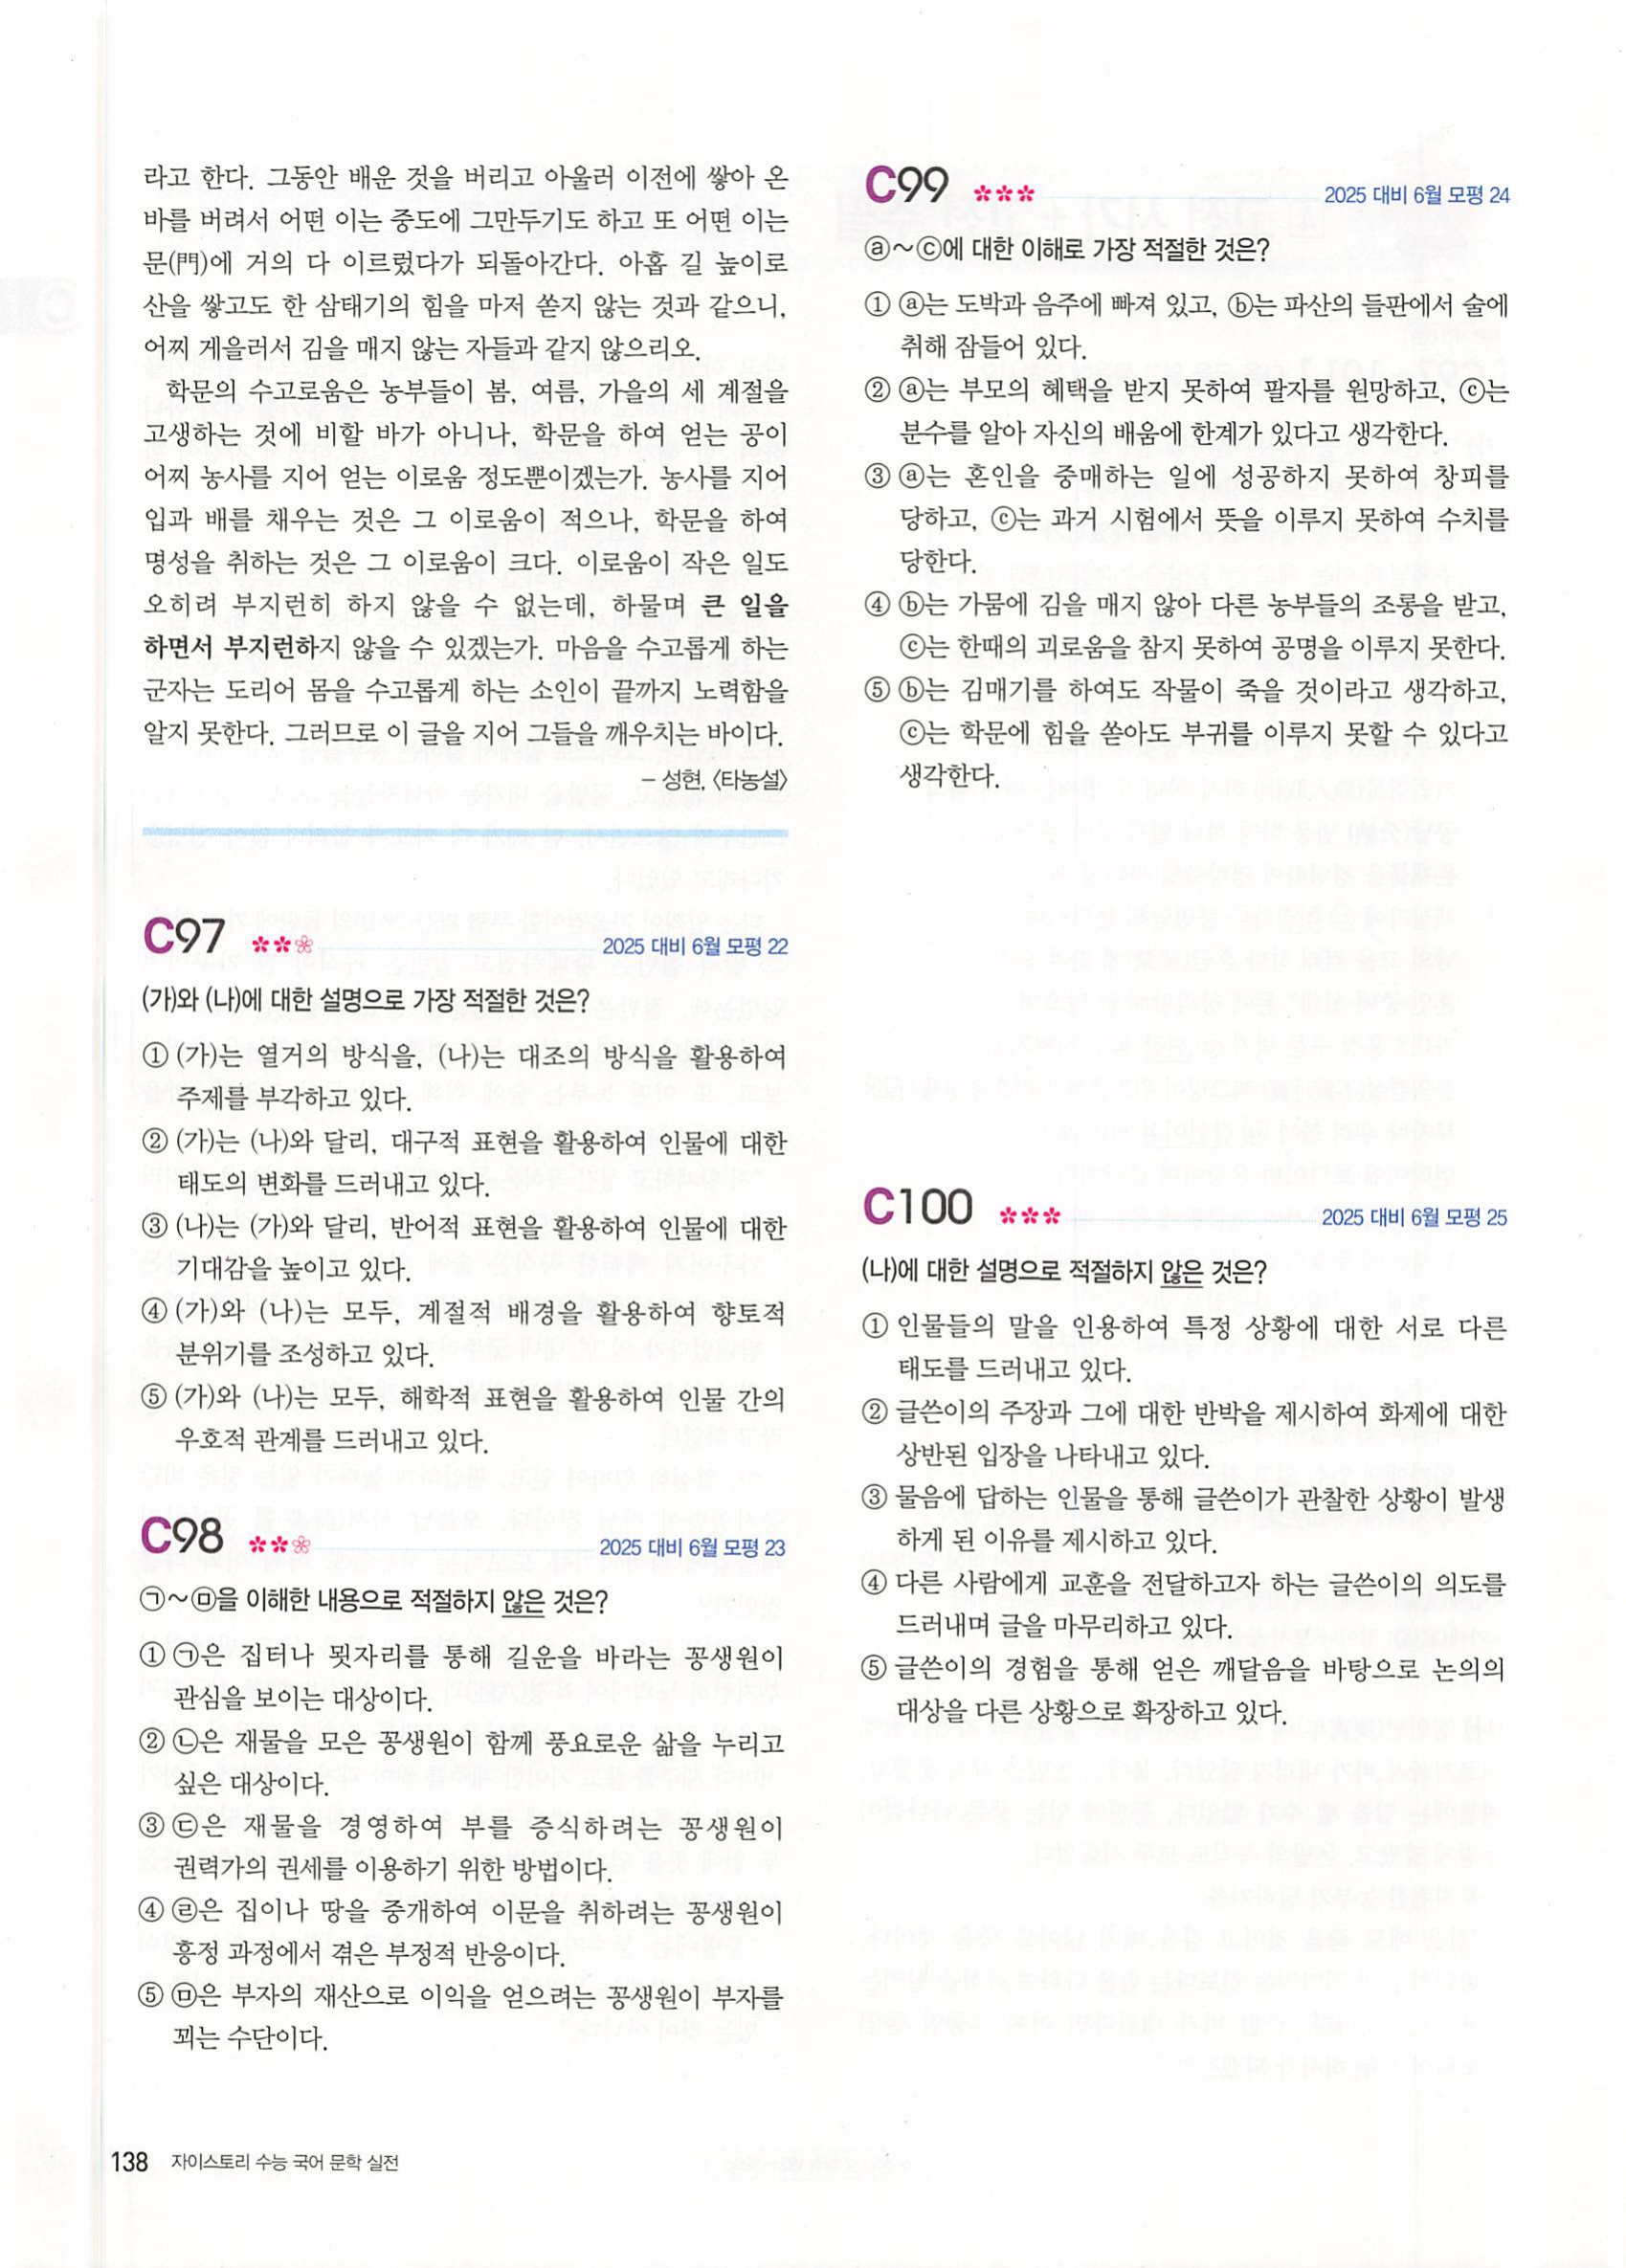 라고 한다. 그동안 배운 것을 버리고 아울러 이전에 쌓아 온
바를 버려서 어떤 이는 중도에 그만두기도 하고 또 어떤 이는
문(門)에 거의 다 이르렀다가 되돌아간다. 아홉 길 높이로
산을 쌓고도 한 삼태기의 힘을 마저 쏟지 않는 것과 같으니,
어찌 게을러서 김을 매지 않는 자들과 같지 않으리오.
학문의 수고로움은 농부들이 봄, 여름, 가을의 세 계절을
고생하는 것에 비할 바가 아니나, 학문을 하여 얻는 공이
어찌 농사를 지어 얻는 이로움 정도뿐이겠는가. 농사를 지어
입과 배를 채우는 것은 그 이로움이 적으나, 학문을 하여
명성을 취하는 것은 그 이로움이 크다. 이로움이 작은 일도
오히려 부지런히 하지 않을 수 없는데, 하물며 큰 일을
하면서 부지런하지 않을 수 있겠는가. 마음을 수고롭게 하는
군자는 도리어 몸을 수고롭게 하는 소인이 끝까지 노력함을
알지 못한다. 그러므로 이 글을 지어 그들을 깨우치는 바이다.
– 성현, 〈타농설〉
C97 2025 대비 6월 모평 22
(가)와 (나)에 대한 설명으로 가장 적절한 것은?
① (가)는 열거의 방식을, (나)는 대조의 방식을 활용하여
주제를 부각하고 있다.
② (가)는 (나)와 달리, 대구적 표현을 활용하여 인물에 대한
태도의 변화를 드러내고 있다.
③ (나)는 (가)와 달리, 반어적 표현을 활용하여 인물에 대한
기대감을 높이고 있다.
④ (가)와 (나)는 모두, 계절적 배경을 활용하여 향토적
분위기를 조성하고 있다.
⑤ (가)와 (나)는 모두, 해학적 표현을 활용하여 인물 간의
우호적 관계를 드러내고 있다.
C98 2025 대비 6월 모평 23
㉠~㉤을 이해한 내용으로 적절하지 않은 것은?
① ㉠은 집터나 묏자리를 통해 길운을 바라는 꽁생원이
관심을 보이는 대상이다.
② ㉡은 재물을 모은 꽁생원이 함께 풍요로운 삶을 누리고
싶은 대상이다.
③ ㉢은 재물을 경영하여 부를 증식하려는 꽁생원이
권력가의 권세를 이용하기 위한 방법이다.
④ ㉣은 집이나 땅을 중개하여 이문을 취하려는 꽁생원이
흥정 과정에서 겪은 부정적 반응이다.
⑤ ㉤은 부자의 재산으로 이익을 얻으려는 꽁생원이 부자를
꾀는 수단이다.
C99 2025 대비 6월 모평 24
ⓐ~ⓒ에 대한 이해로 가장 적절한 것은?
① ⓐ는 도박과 음주에 빠져 있고, ⓑ는 파산의 들판에서 술에
취해 잠들어 있다.
② ⓐ는 부모의 혜택을 받지 못하여 팔자를 원망하고, ⓒ는
분수를 알아 자신의 배움에 한계가 있다고 생각한다.
③ ⓐ는 혼인을 중매하는 일에 성공하지 못하여 창피를
당하고, ⓒ는 과거 시험에서 뜻을 이루지 못하여 수치를
당한다.
④ ⓑ는 가뭄에 김을 매지 않아 다른 농부들의 조롱을 받고,
ⓒ는 한때의 괴로움을 참지 못하여 공명을 이루지 못한다.
⑤ ⓑ는 김매기를 하여도 작물이 죽을 것이라고 생각하고,
ⓒ는 학문에 힘을 쏟아도 부귀를 이루지 못할 수 있다고
생각한다.
C100 2025 대비 6월 모평 25
(나)에 대한 설명으로 적절하지 않은 것은?
① 인물들의 말을 인용하여 특정 상황에 대한 서로 다른
태도를 드러내고 있다.
② 글쓴이의 주장과 그에 대한 반박을 제시하여 화제에 대한
상반된 입장을 나타내고 있다.
③ 물음에 답하는 인물을 통해 글쓴이가 관찰한 상황이 발생
하게 된 이유를 제시하고 있다.
④ 다른 사람에게 교훈을 전달하고자 하는 글쓴이의 의도를
드러내며 글을 마무리하고 있다.
⑤ 글쓴이의 경험을 통해 얻은 깨달음을 바탕으로 논의의
대상을 다른 상황으로 확장하고 있다.
138 자이스토리 수능 국어 문학 실전